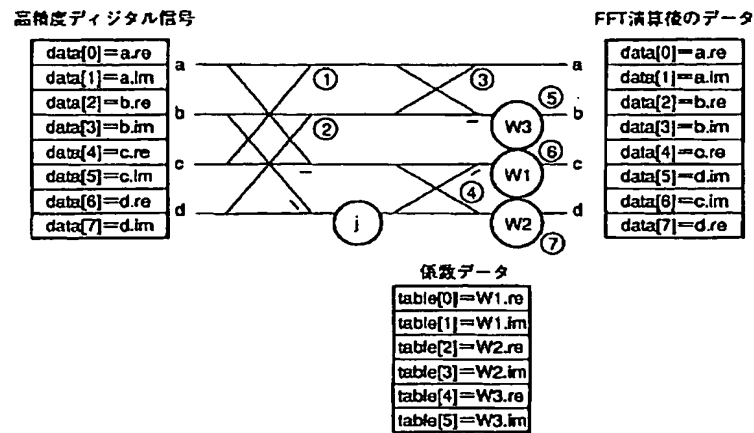 高精度ディジタル信号
FFT演算後のデータ
data[0]=a.re
data[1]=a.im
data[2]=b.re
data[3]=b.im
data[4]=c.re
data[5]=c.im
data[6]=d.re
data[7]=d.im
a
b
c
d
①
②
③
④
⑤
⑥
⑦
j
W3
W1
W2
a
b
c
d
data[0]=a.re
data[1]=a.im
data[2]=b.re
data[3]=b.im
data[4]=c.re
data[5]=d.im
data[6]=c.im
data[7]=d.re
係数データ
table[0]=W1.re
table[1]=W1.im
table[2]=W2.re
table[3]=W2.im
table[4]=W3.re
table[5]=W3.im